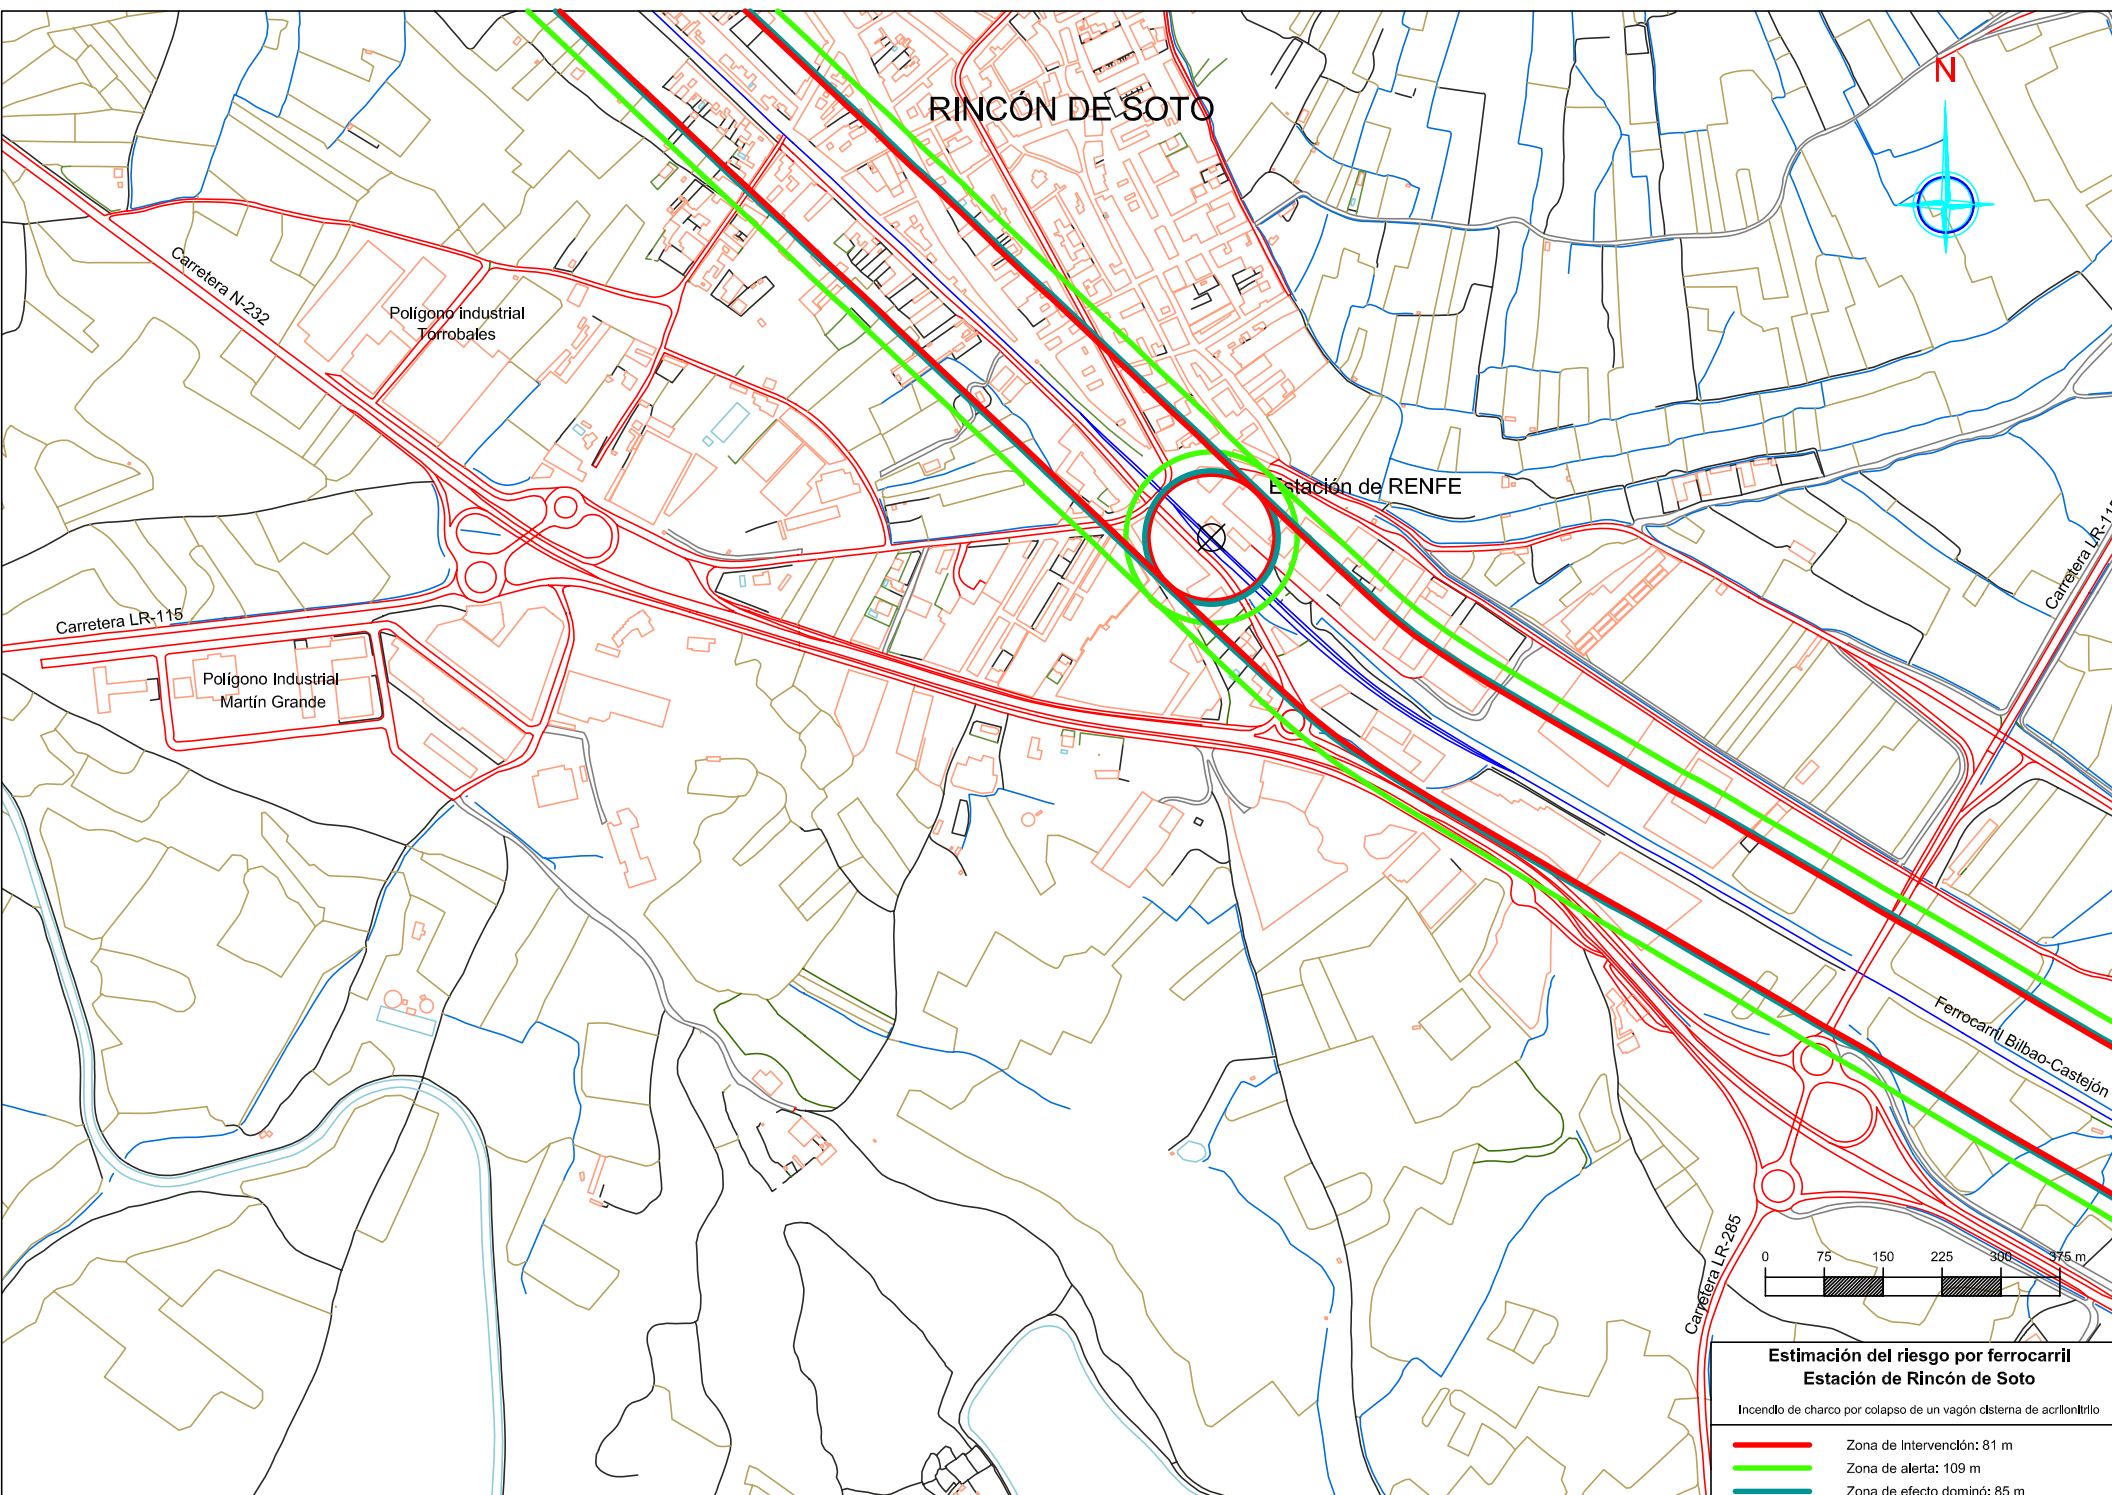 N
RINCÓN DE SOTO
Carretera N-232
Polígono industrial
Torrobales
Estación de RENFE
Carretera LR-115
Carretera LR-11
Polígono Industrial
Martín Grande
Ferrocarril Bilbao-Castejón
Carretera LR-285
0 75 150 225 300 375 m
Estimación del riesgo por ferrocarril
Estación de Rincón de Soto
Incendio de charco por colapso de un vagón cisterna de acrilonitrilo
Zona de Intervención: 81 m
Zona de alerta: 109 m
Zona de efecto dominó: 85 m